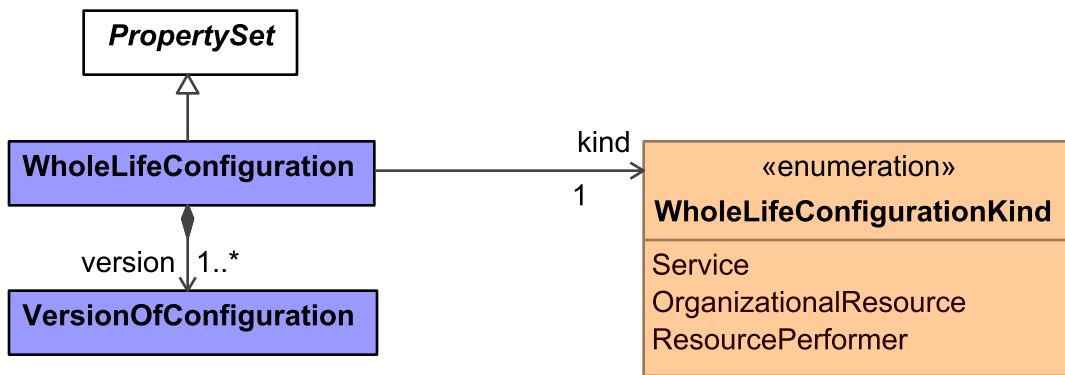 PropertySet
WholeLifeConfiguration
kind
1
«enumeration»
WholeLifeConfigurationKind
Service
OrganizationalResource
ResourcePerformer
version 1..*
VersionOfConfiguration